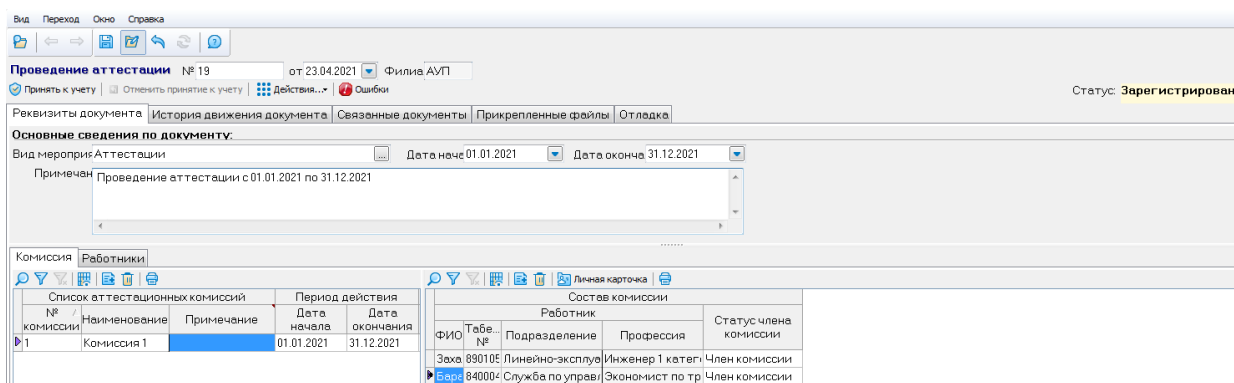 Вид Переход Окно Справка
Проведение аттестации № 19 от 23.04.2021 Филиа АУП
Принять к учету Отменить принятие к учету Действия... Ошибки Статус: Зарегистрирован
Реквизиты документа История движения документа Связанные документы Прикрепленные файлы Отладка
Основные сведения по документу:
Вид меропри Аттестации ... Дата нача 01.01.2021 Дата оконча 31.12.2021
Примечан Проведение аттестации с 01.01.2021 по 31.12.2021
Комиссия Работники
Личная карточка
Список аттестационных комиссий Период действия Состав комиссии
№ комиссии Наименование Примечание Дата начала Дата окончания Работник Статус члена комиссии
ФИО Табе... № Подразделение Профессия
1 Комиссия 1 01.01.2021 31.12.2021
Заха 890105 Линейно-эксплуа Инженер 1 катег Член комиссии
Бара 840004 Служба по управл Экономист по тр Член комиссии